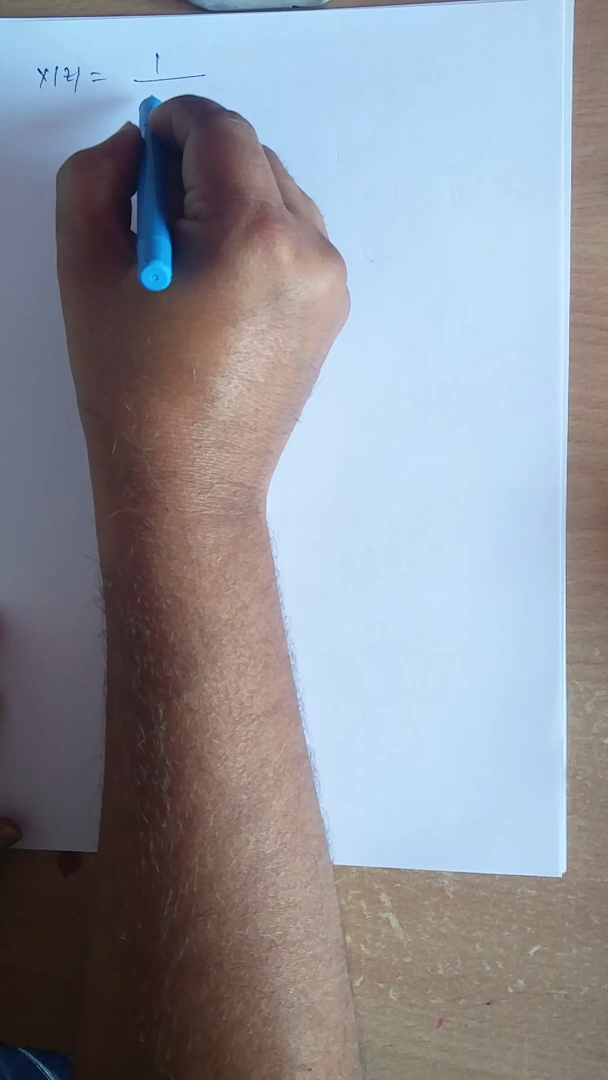 X(z) = 1/